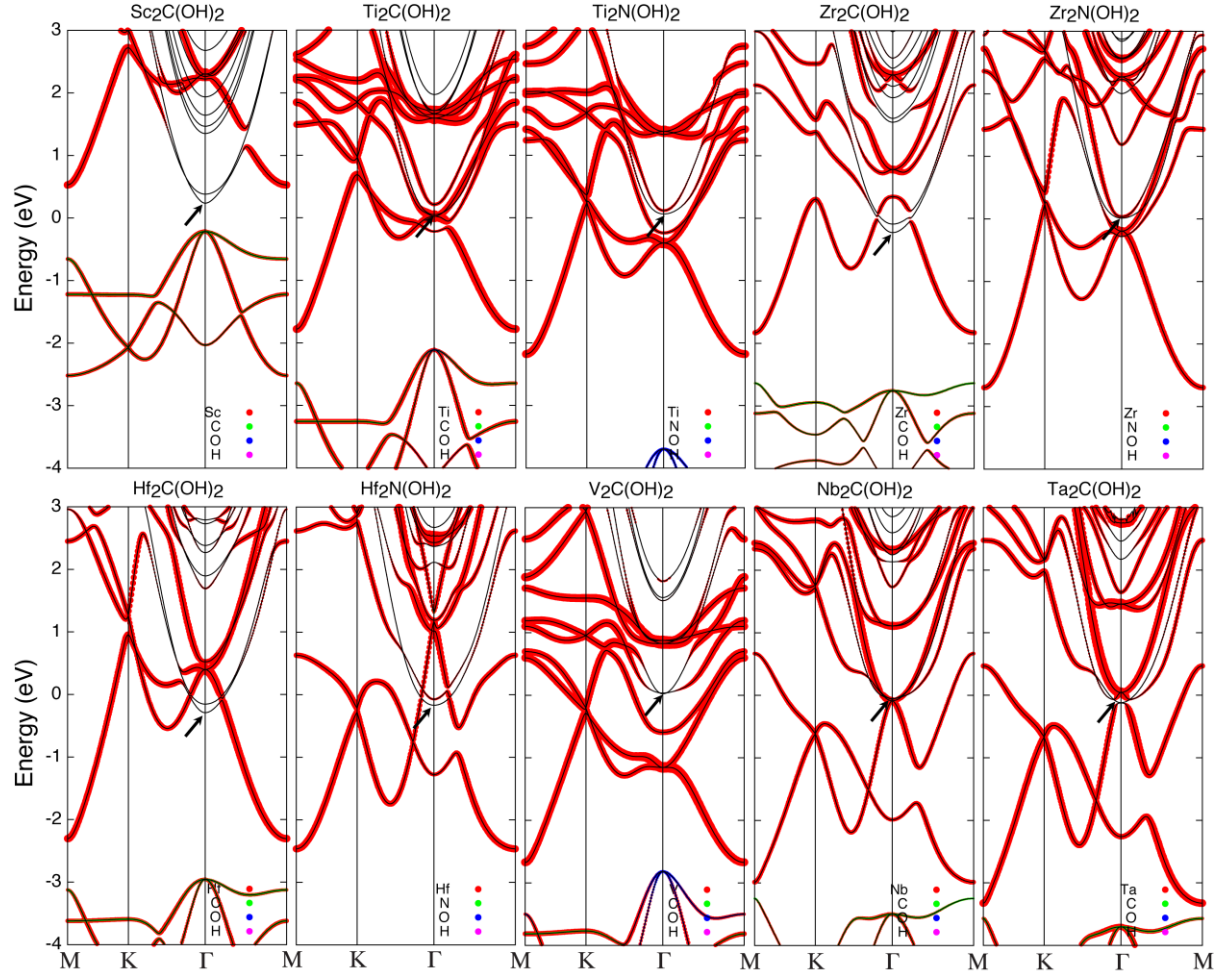 Sc₂C(OH)₂ Ti₂C(OH)₂ Ti₂N(OH)₂ Zr₂C(OH)₂ Zr₂N(OH)₂
3
2
1
0
-1
-2
-3
-4
Energy (eV)
Sc
C
O
H
Ti
C
O
H
Ti
N
O
Zr
C
O
H
Zr
N
O
H
Hf₂C(OH)₂ Hf₂N(OH)₂ V₂C(OH)₂ Nb₂C(OH)₂ Ta₂C(OH)₂
3
2
1
0
-1
-2
-3
-4
Energy (eV)
Hf
C
O
H
Hf
N
O
H
V
C
O
H
Nb
C
O
H
Ta
C
O
H
M K Γ M K Γ M K Γ M K Γ M K Γ M